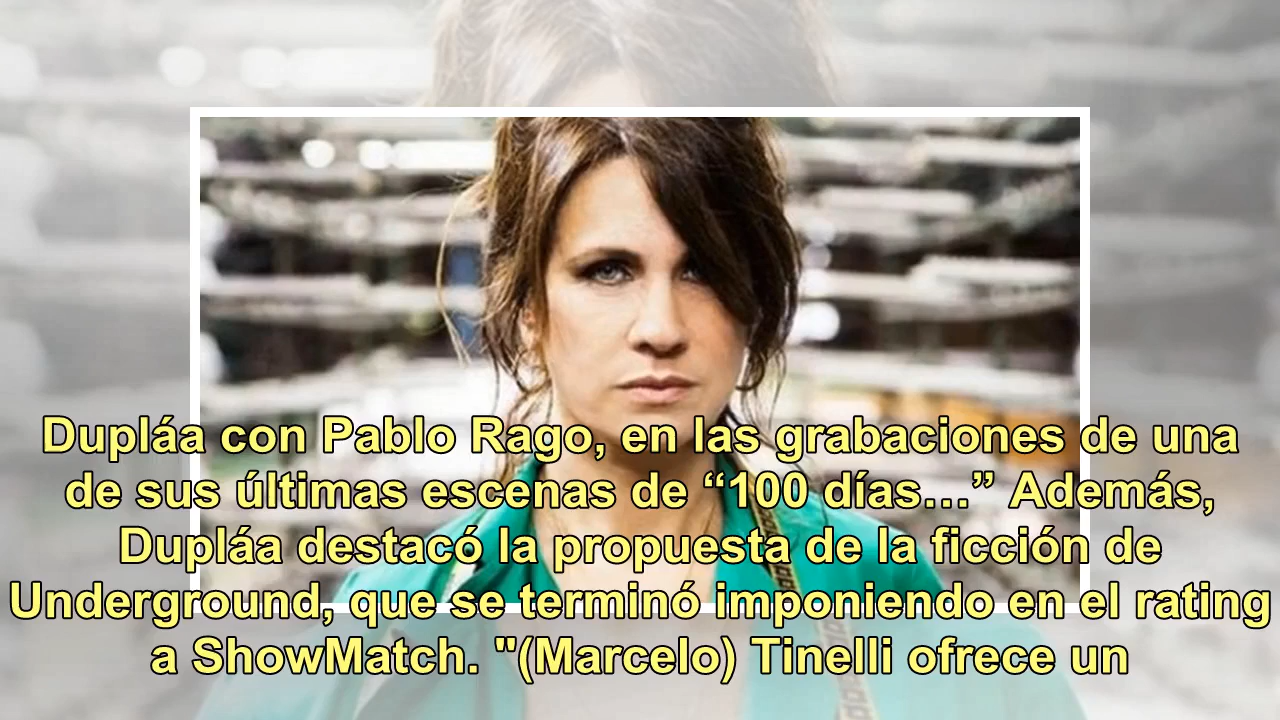 Dupláa con Pablo Rago, en las grabaciones de una
de sus últimas escenas de “100 días…” Además,
Dupláa destacó la propuesta de la ficción de
Underground, que se terminó imponiendo en el rating
a ShowMatch. "(Marcelo) Tinelli ofrece un